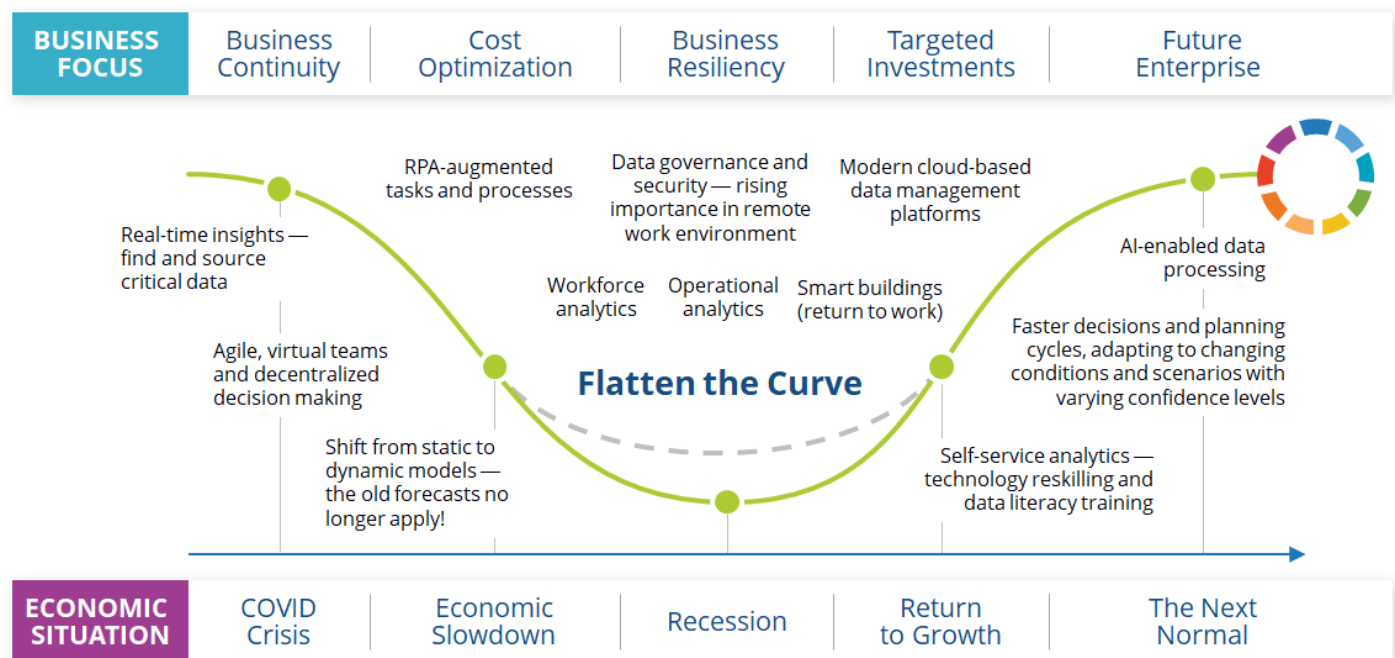 BUSINESS
FOCUS
Business
Continuity
Cost
Optimization
Business
Resiliency
Targeted
Investments
Future
Enterprise
RPA-augmented
tasks and processes
Data governance and
security — rising
importance in remote
work environment
Modern cloud-based
data management
platforms
Real-time insights —
find and source
critical data
AI-enabled data
processing
Workforce
analytics
Operational
analytics
Smart buildings
(return to work)
Agile, virtual teams
and decentralized
decision making
Flatten the Curve
Faster decisions and planning
cycles, adapting to changing
conditions and scenarios with
varying confidence levels
Shift from static to
dynamic models —
the old forecasts no
longer apply!
Self-service analytics —
technology reskilling and
data literacy training
ECONOMIC
SITUATION
COVID
Crisis
Economic
Slowdown
Recession
Return
to Growth
The Next
Normal